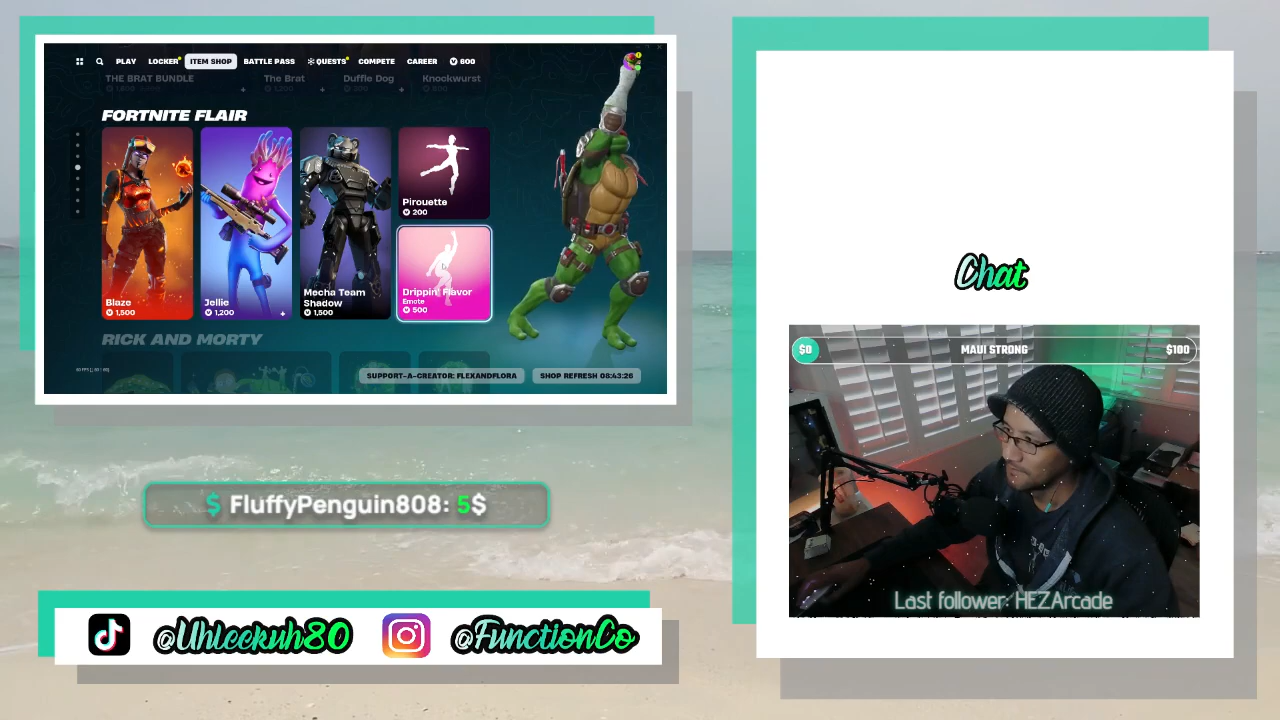 PLAY LOCKER ITEM SHOP BATTLE PASS QUESTS COMPETE CAREER 600
THE BRAT BUNDLE The Brat Duffle Dog Knockwurst
1,200
FORTNITE FLAIR
Blaze
1,500
Jellie
1,200
Mecha Team
Shadow
1,500
Pirouette
200
Drippin' Flavor
Emote
500
RICK AND MORTY
SUPPORT-A-CREATOR: FLEXANDFLORA SHOP REFRESH 08:43:26
$ FluffyPenguin808: 5$
@Uhleekuh80 @FunctionCo
Chat
$0 MAUI STRONG $100
Last follower: HEZArcade